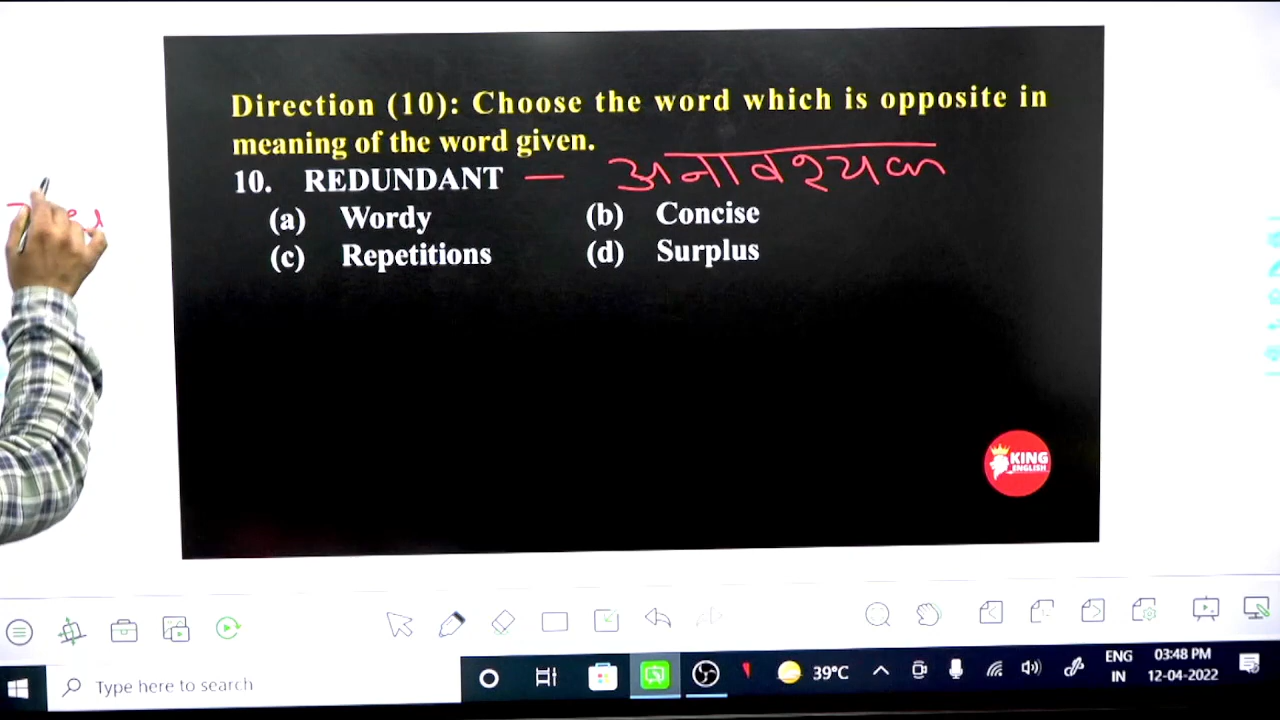 Direction (10): Choose the word which is opposite in
meaning of the word given.
10. REDUNDANT — अनावश्यक
(a) Wordy (b) Concise
(c) Repetitions (d) Surplus
KING
ENGLISH
Type here to search
39°C
ENG
IN
03:48 PM
12-04-2022